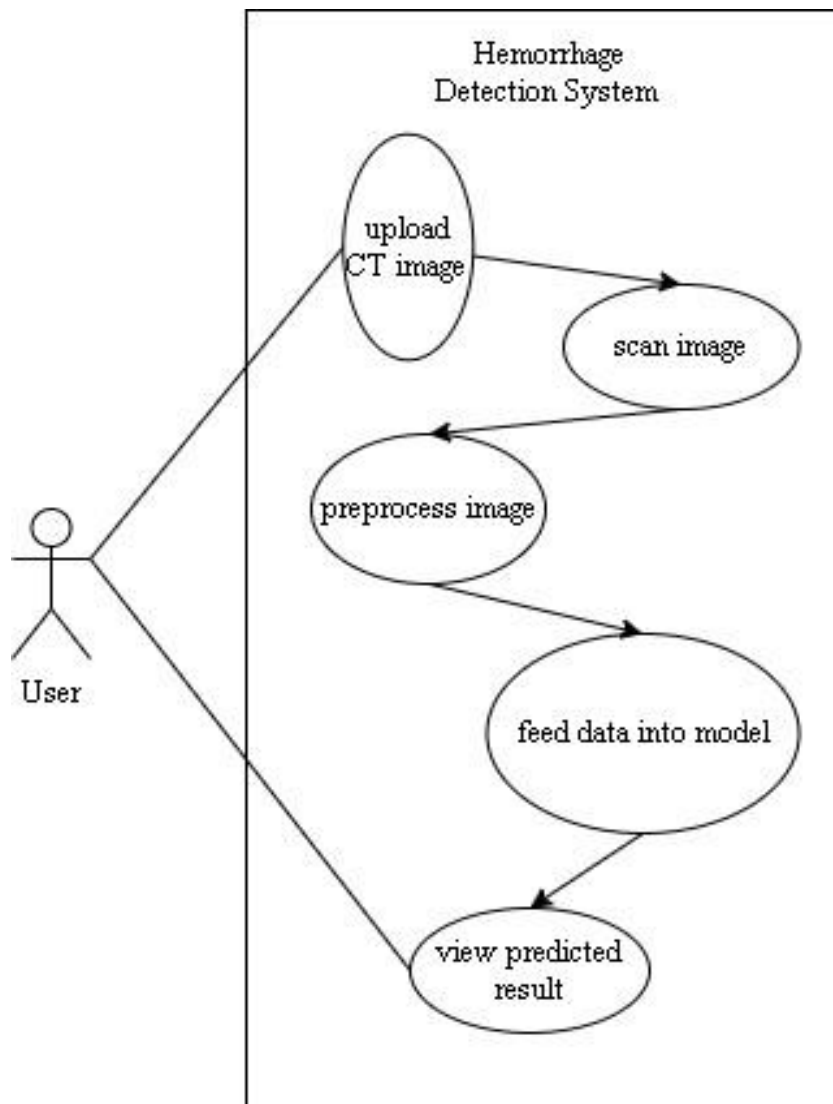 Hemorrhage
Detection System
upload
CT image
scan image
preprocess image
User
feed data into model
view predicted
result